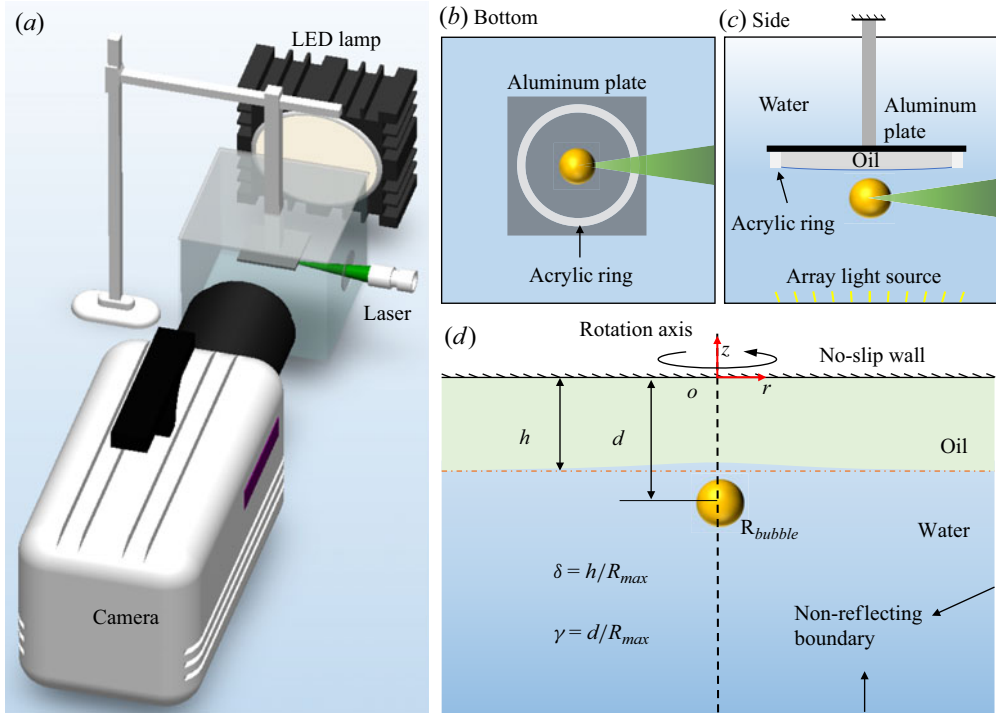 (a)
LED lamp
Laser
Camera
(b) Bottom
Aluminum plate
Acrylic ring
(c) Side
Water
Aluminum
plate
Oil
Acrylic ring
Array light source
(d)
Rotation axis
z
No-slip wall
o
r
h
d
Oil
R_bubble
Water
δ = h/R_max
γ = d/R_max
Non-reflecting
boundary